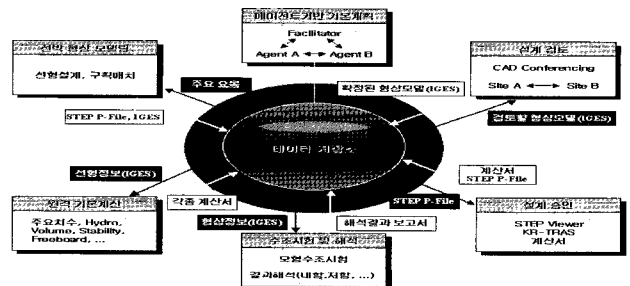 에이전트기반 기본계획
Facilitator
Agent A Agent B
선박 형상 모델링
선형설계, 구획배치
설계 검토
CAD Conferencing
Site A Site B
주요 요목
확정된 형상모델(IGES)
STEP P-File, IGES
검토할 형상모델(IGES)
데이터 저장소
선형정보(IGES)
계산서
STEP P-File
각종 계산서
STEP P-File
원격 기본계산
주요치수, Hydro,
Volume, Stability,
Freeboard, ...
형상정보(IGES)
해석결과 보고서
설계 승인
STEP Viewer
KR-TRAS
계산서
수조시험 및 해석
모형수조시험
결과해석(내항,저항, ...)